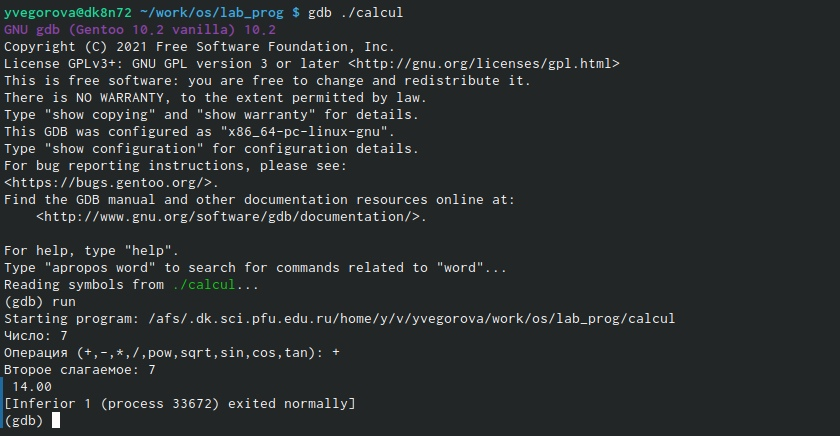 yvegorova@dk8n72 ~/work/os/lab_prog $ gdb ./calcul
GNU gdb (Gentoo 10.2 vanilla) 10.2
Copyright (C) 2021 Free Software Foundation, Inc.
License GPLv3+: GNU GPL version 3 or later <http://gnu.org/licenses/gpl.html>
This is free software: you are free to change and redistribute it.
There is NO WARRANTY, to the extent permitted by law.
Type "show copying" and "show warranty" for details.
This GDB was configured as "x86_64-pc-linux-gnu".
Type "show configuration" for configuration details.
For bug reporting instructions, please see:
<https://bugs.gentoo.org/>.
Find the GDB manual and other documentation resources online at:
    <http://www.gnu.org/software/gdb/documentation/>.

For help, type "help".
Type "apropos word" to search for commands related to "word"...
Reading symbols from ./calcul...
(gdb) run
Starting program: /afs/.dk.sci.pfu.edu.ru/home/y/v/yvegorova/work/os/lab_prog/calcul
Число: 7
Операция (+,-,*,/,pow,sqrt,sin,cos,tan): +
Второе слагаемое: 7
 14.00
[Inferior 1 (process 33672) exited normally]
(gdb)